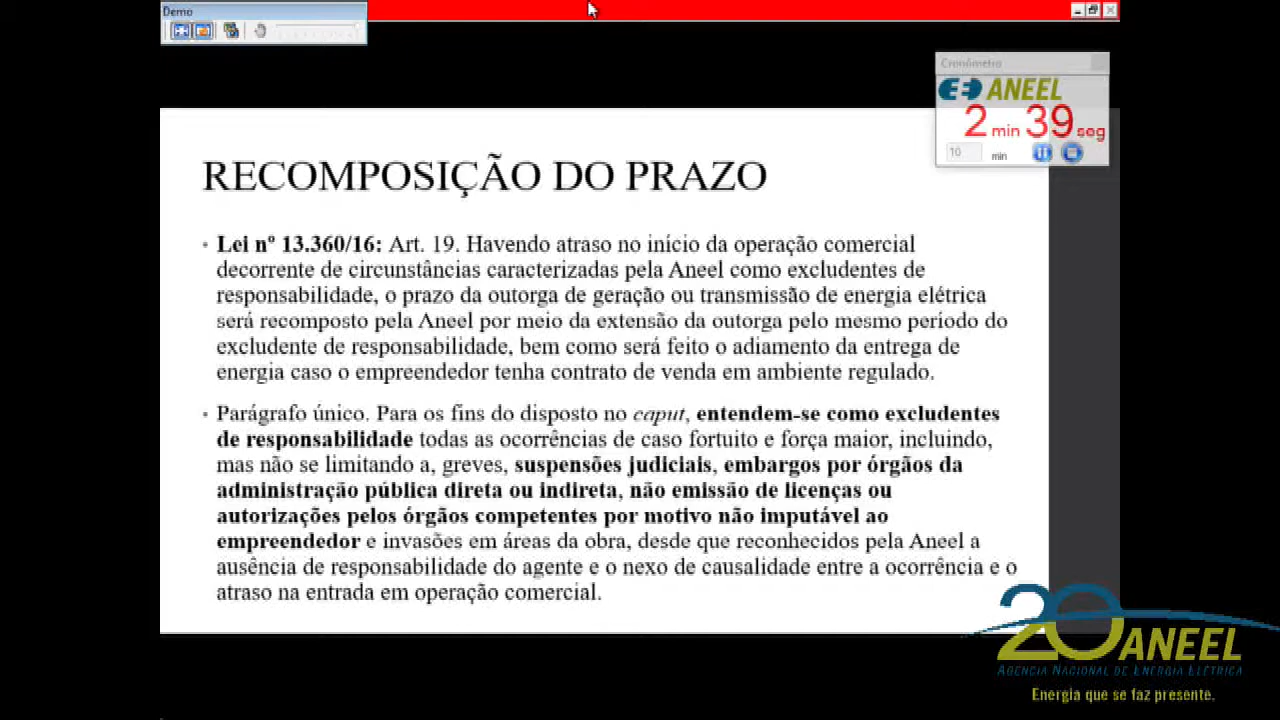 Demo
Cronômetro
ANEEL
2 min 39 seg
10 min
RECOMPOSIÇÃO DO PRAZO
• Lei nº 13.360/16: Art. 19. Havendo atraso no início da operação comercial
decorrente de circunstâncias caracterizadas pela Aneel como excludentes de
responsabilidade, o prazo da outorga de geração ou transmissão de energia elétrica
será recomposto pela Aneel por meio da extensão da outorga pelo mesmo período do
excludente de responsabilidade, bem como será feito o adiamento da entrega de
energia caso o empreendedor tenha contrato de venda em ambiente regulado.
• Parágrafo único. Para os fins do disposto no caput, entendem-se como excludentes
de responsabilidade todas as ocorrências de caso fortuito e força maior, incluindo,
mas não se limitando a, greves, suspensões judiciais, embargos por órgãos da
administração pública direta ou indireta, não emissão de licenças ou
autorizações pelos órgãos competentes por motivo não imputável ao
empreendedor e invasões em áreas da obra, desde que reconhecidos pela Aneel a
ausência de responsabilidade do agente e o nexo de causalidade entre a ocorrência e o
atraso na entrada em operação comercial.
20 ANEEL
AGÊNCIA NACIONAL DE ENERGIA ELÉTRICA
Energia que se faz presente.